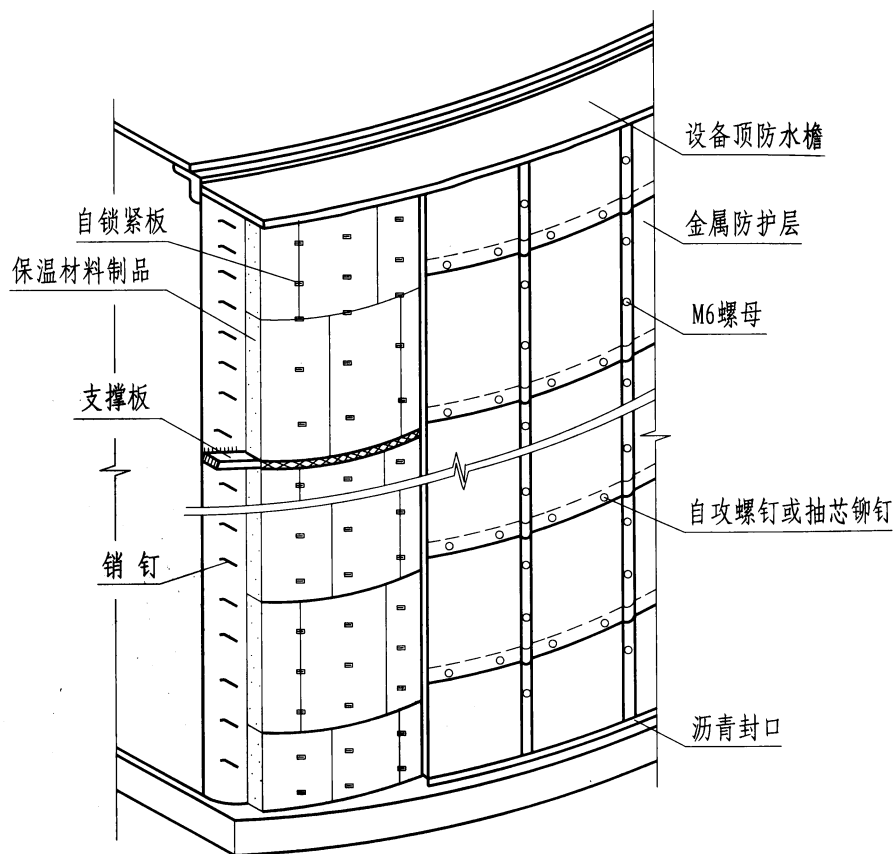 设备顶防水檐
自锁紧板
金属防护层
保温材料制品
M6螺母
支撑板
自攻螺钉或抽芯铆钉
销 钉
沥青封口